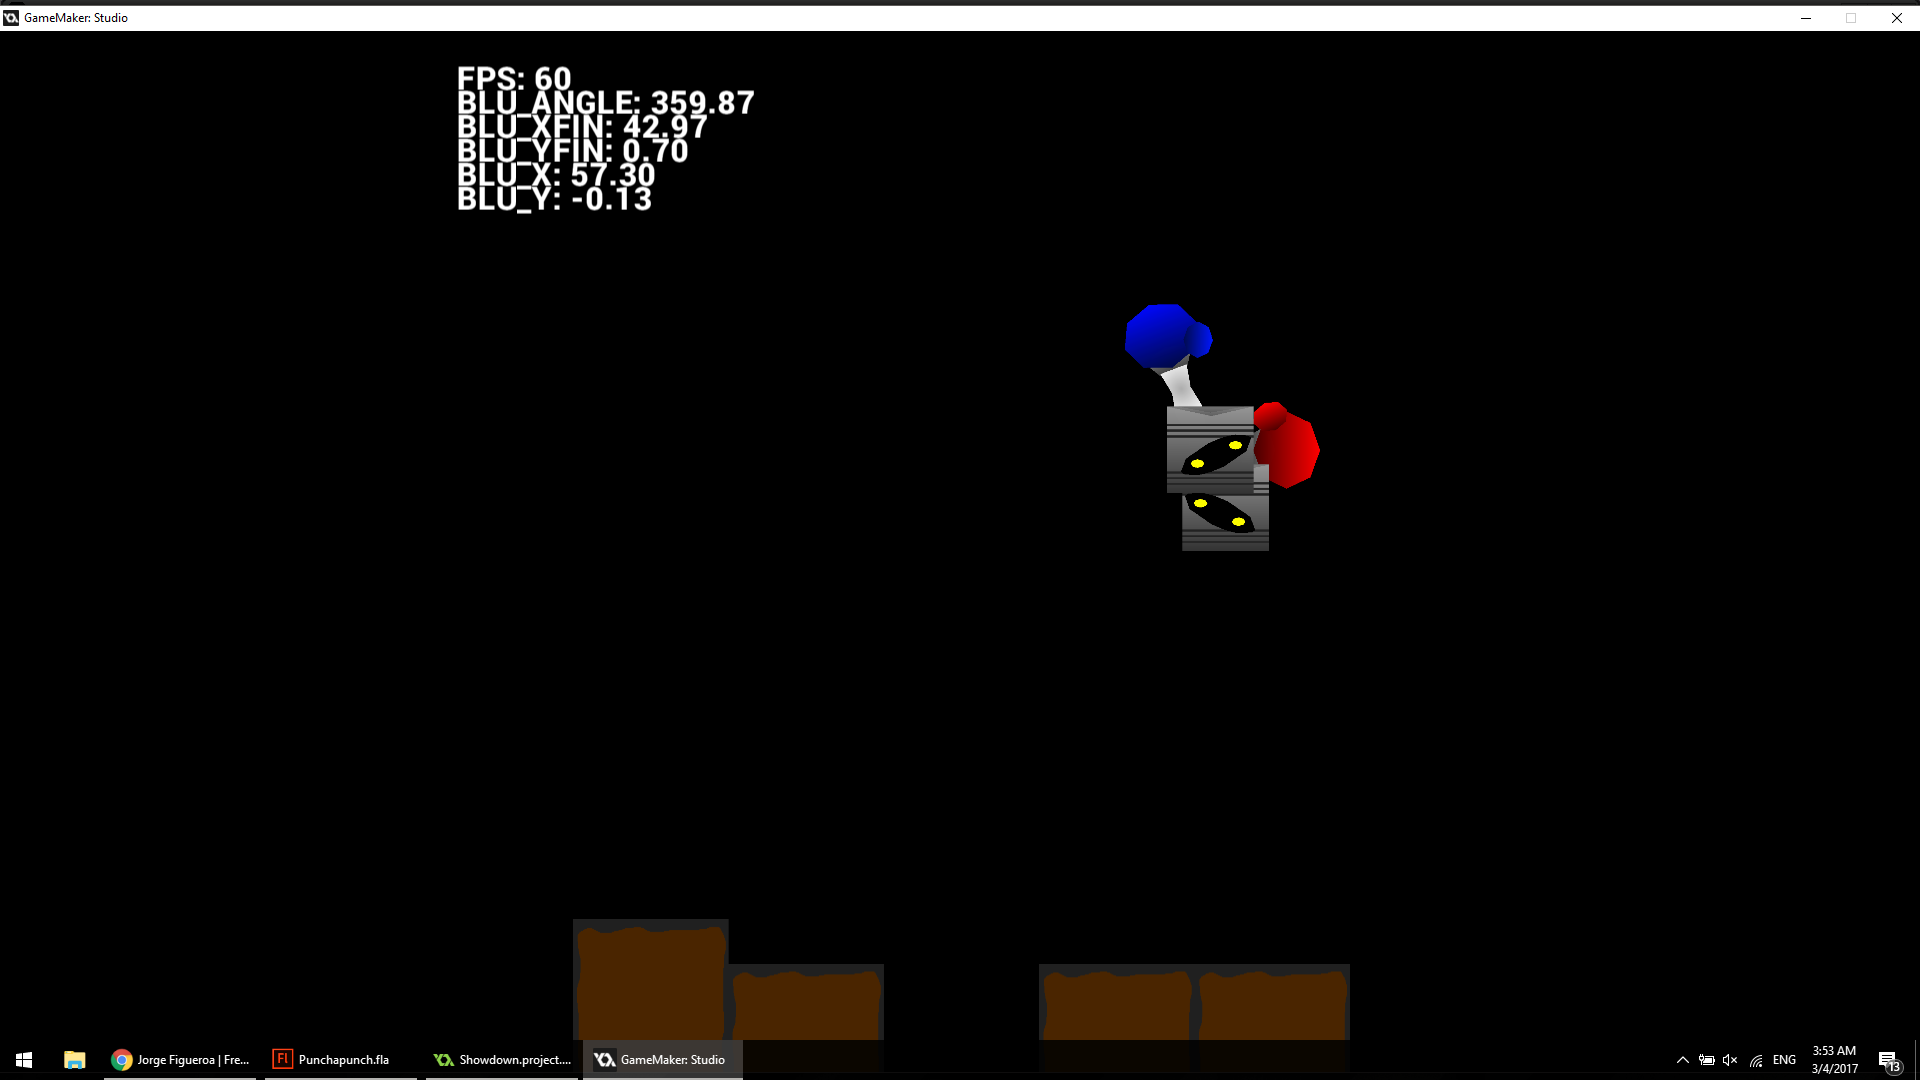 GameMaker: Studio
FPS: 60
BLU_ANGLE: 359.87
BLU_XFIN: 42.97
BLU_YFIN: 0.70
BLU_X: 57.30
BLU_Y: -0.13
Jorge Figueroa | Fre...
Fl
Punchapunch.fla
Showdown.project....
GameMaker: Studio
ENG
3:53 AM
3/4/2017
13